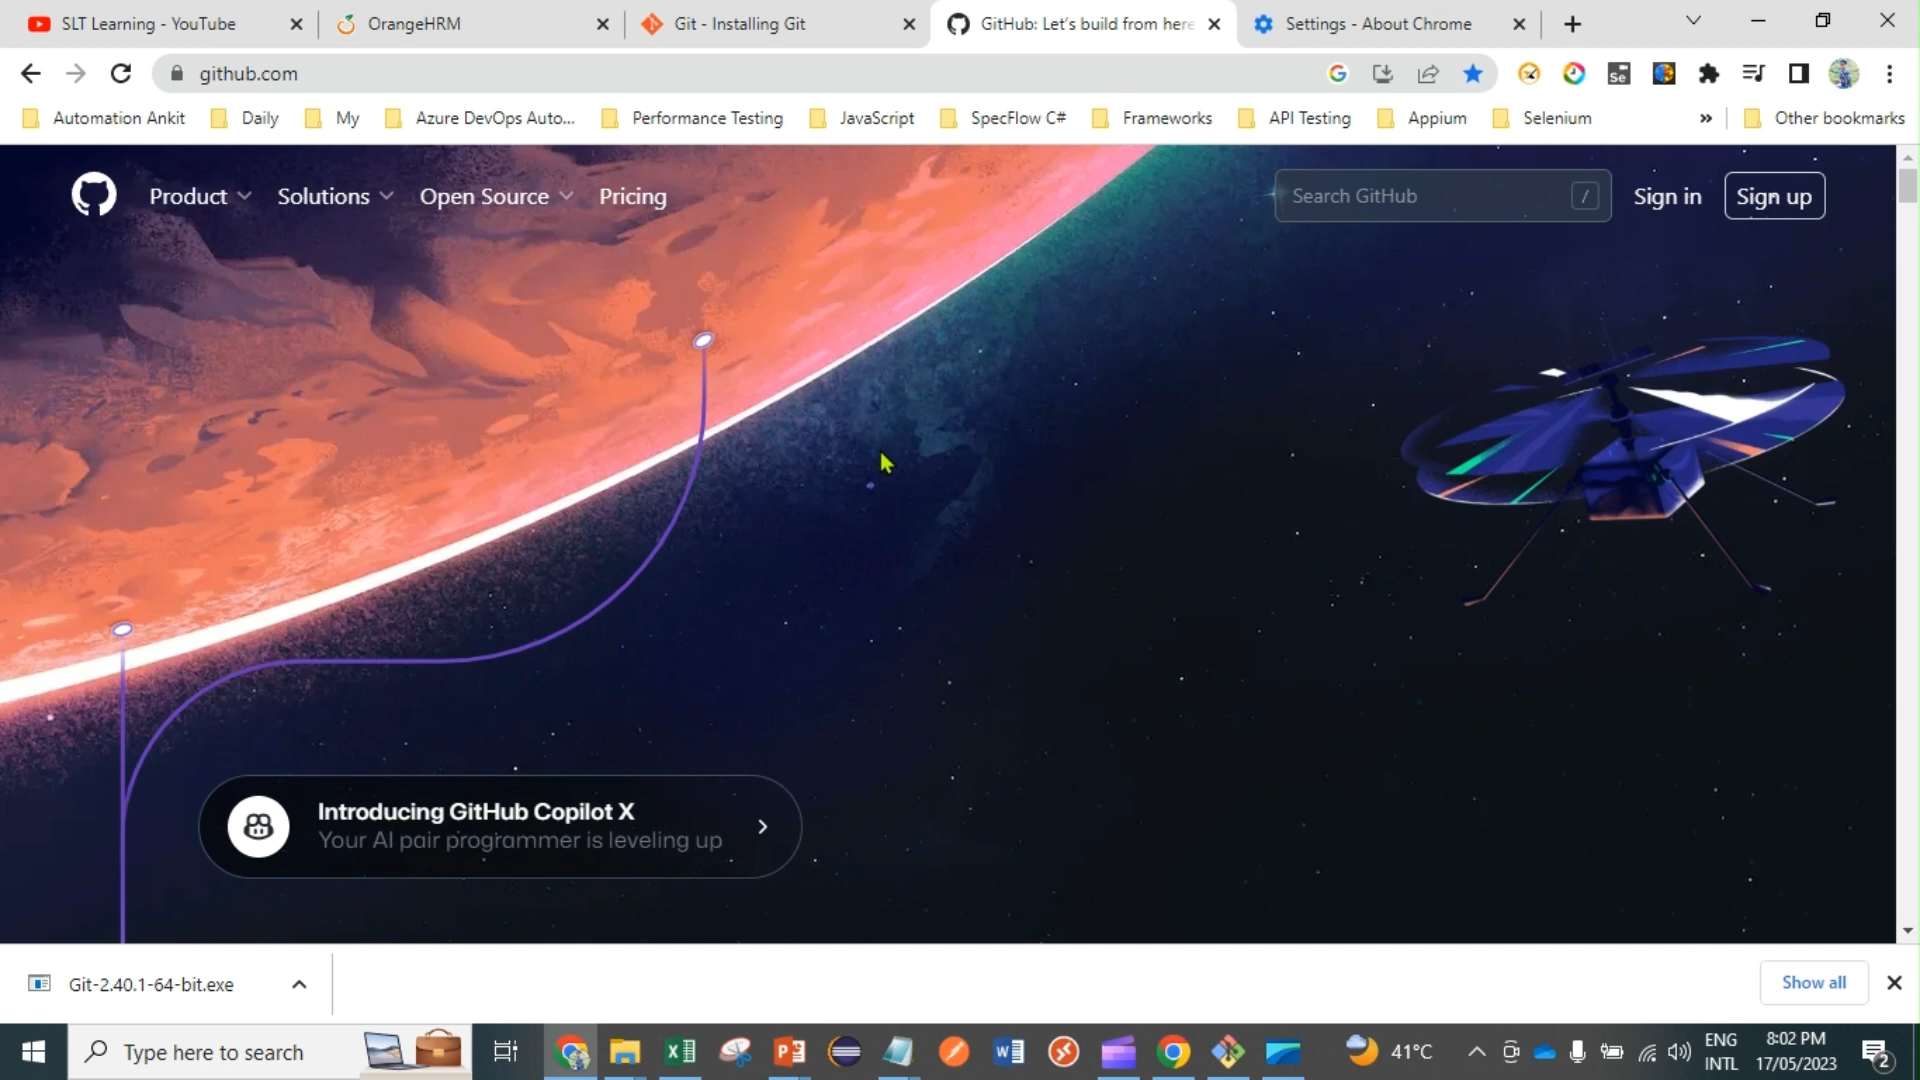 SLT Learning - YouTube
OrangeHRM
Git - Installing Git
GitHub: Let's build from here
Settings - About Chrome
github.com
Automation Ankit
Daily
My
Azure DevOps Auto...
Performance Testing
JavaScript
SpecFlow C#
Frameworks
API Testing
Appium
Selenium
»
Other bookmarks
Product
Solutions
Open Source
Pricing
Search GitHub
/
Sign in
Sign up
Introducing GitHub Copilot X
Your AI pair programmer is leveling up
Git-2.40.1-64-bit.exe
Show all
Type here to search
41°C
ENG
INTL
8:02 PM
17/05/2023
2